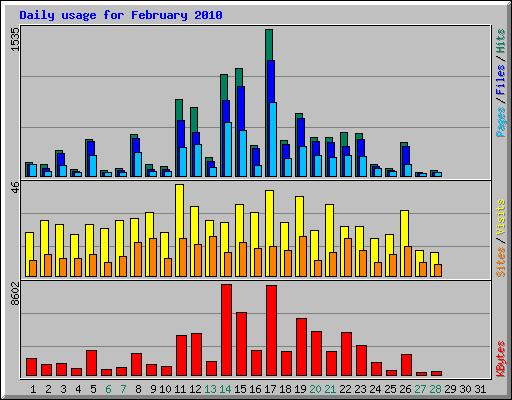 Daily usage for February 2010
1535
Pages / Files / Hits
46
Sites / Visits
8602
KBytes
1 2 3 4 5 6 7 8 9 10 11 12 13 14 15 16 17 18 19 20 21 22 23 24 25 26 27 28 29 30 31